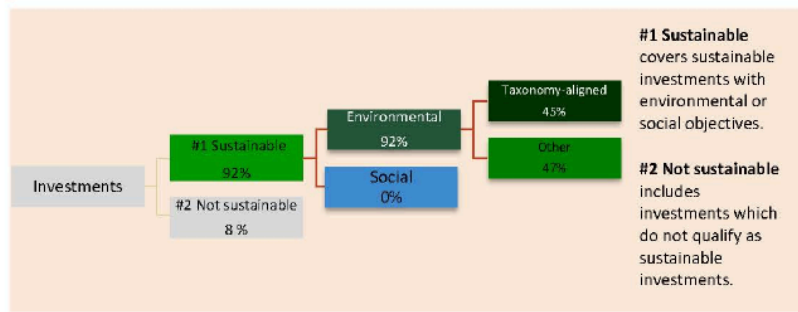 Investments
#1 Sustainable
92%
#2 Not sustainable
8 %
Environmental
92%
Social
0%
Taxonomy-aligned
45%
Other
47%
#1 Sustainable
covers sustainable
investments with
environmental or
social objectives.
#2 Not sustainable
includes
investments which
do not qualify as
sustainable
investments.